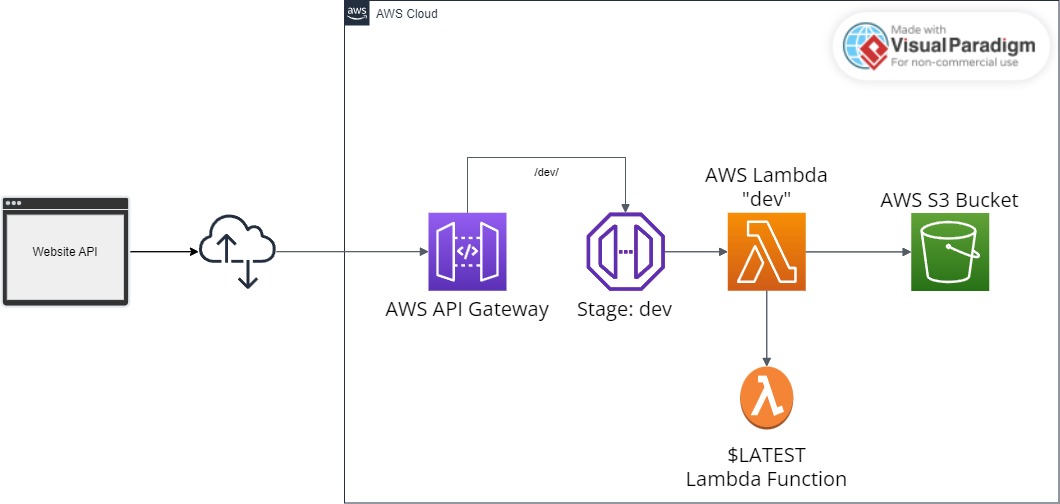 aws
AWS Cloud
Made with
Visual Paradigm
For non-commercial use
/dev/
AWS Lambda
"dev"
AWS S3 Bucket
Website API
AWS API Gateway
Stage: dev
$LATEST
Lambda Function